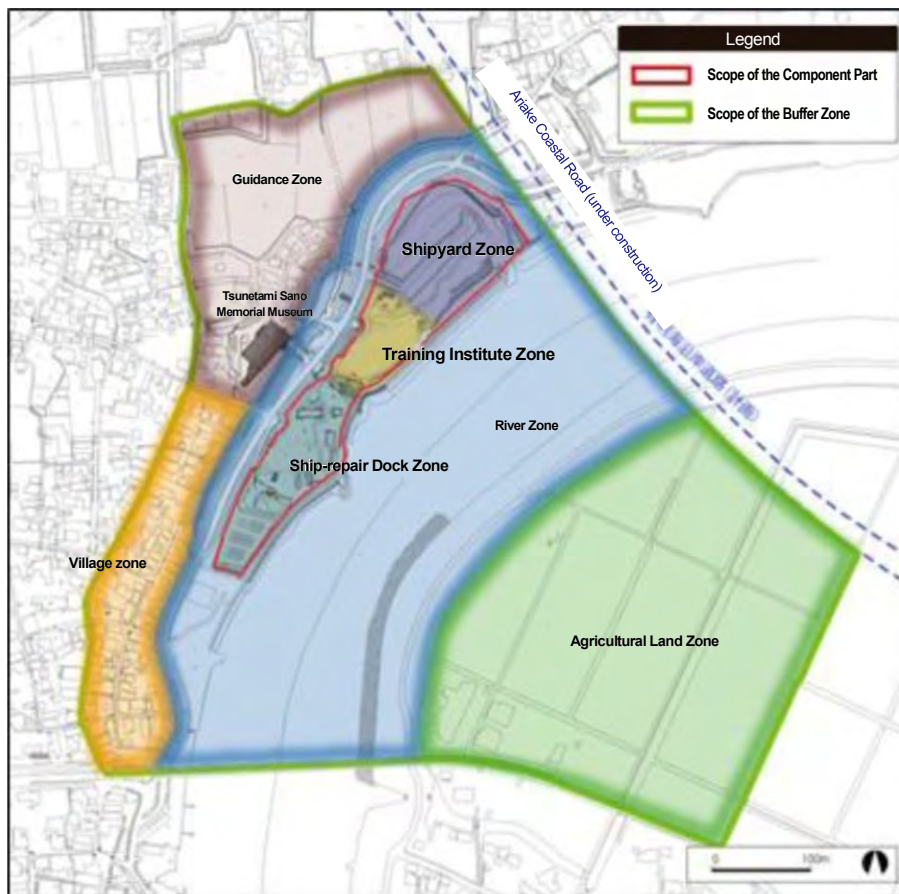 Legend
Scope of the Component Part
Scope of the Buffer Zone
Ariake Coastal Road (under construction)
Guidance Zone
Shipyard Zone
Tsunetami Sano
Memorial Museum
Training Institute Zone
River Zone
Ship-repair Dock Zone
Village zone
Agricultural Land Zone
0 100m